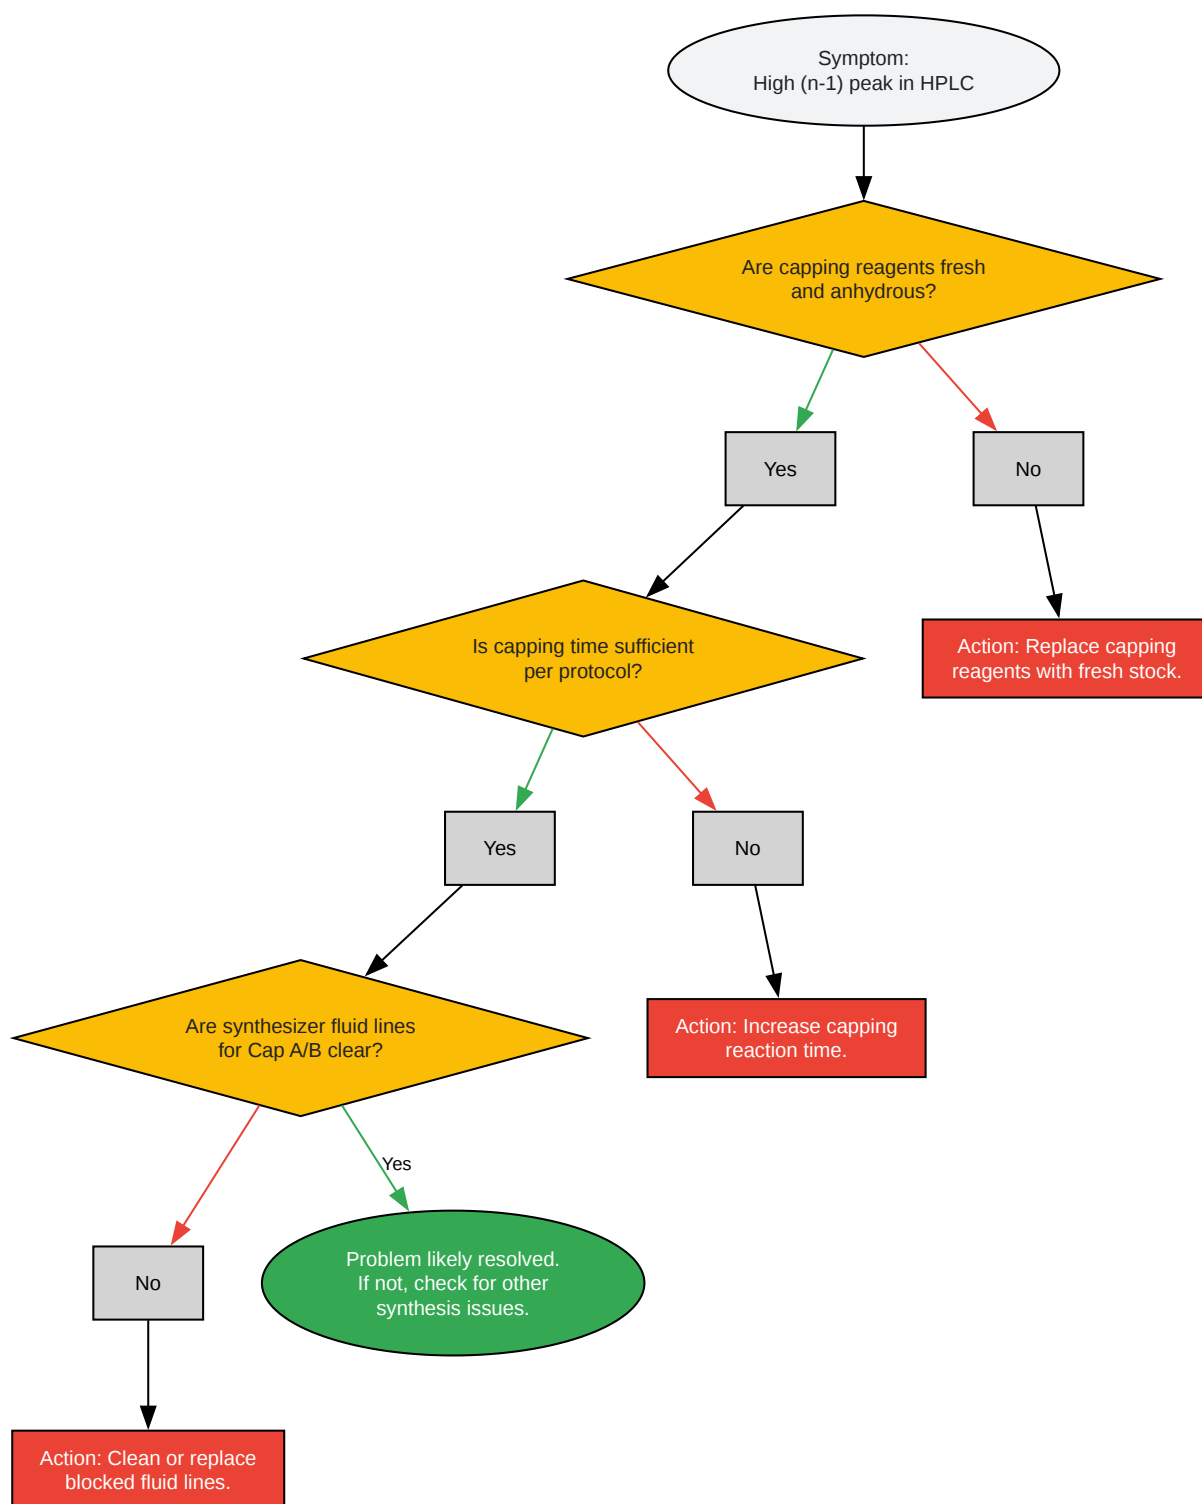 Symptom:
High (n-1) peak in HPLC
Are capping reagents fresh
and anhydrous?
Yes
No
Is capping time sufficient
per protocol?
Action: Replace capping
reagents with fresh stock.
Yes
No
Are synthesizer fluid lines
for Cap A/B clear?
Action: Increase capping
reaction time.
Yes
No
Problem likely resolved.
If not, check for other
synthesis issues.
Action: Clean or replace
blocked fluid lines.